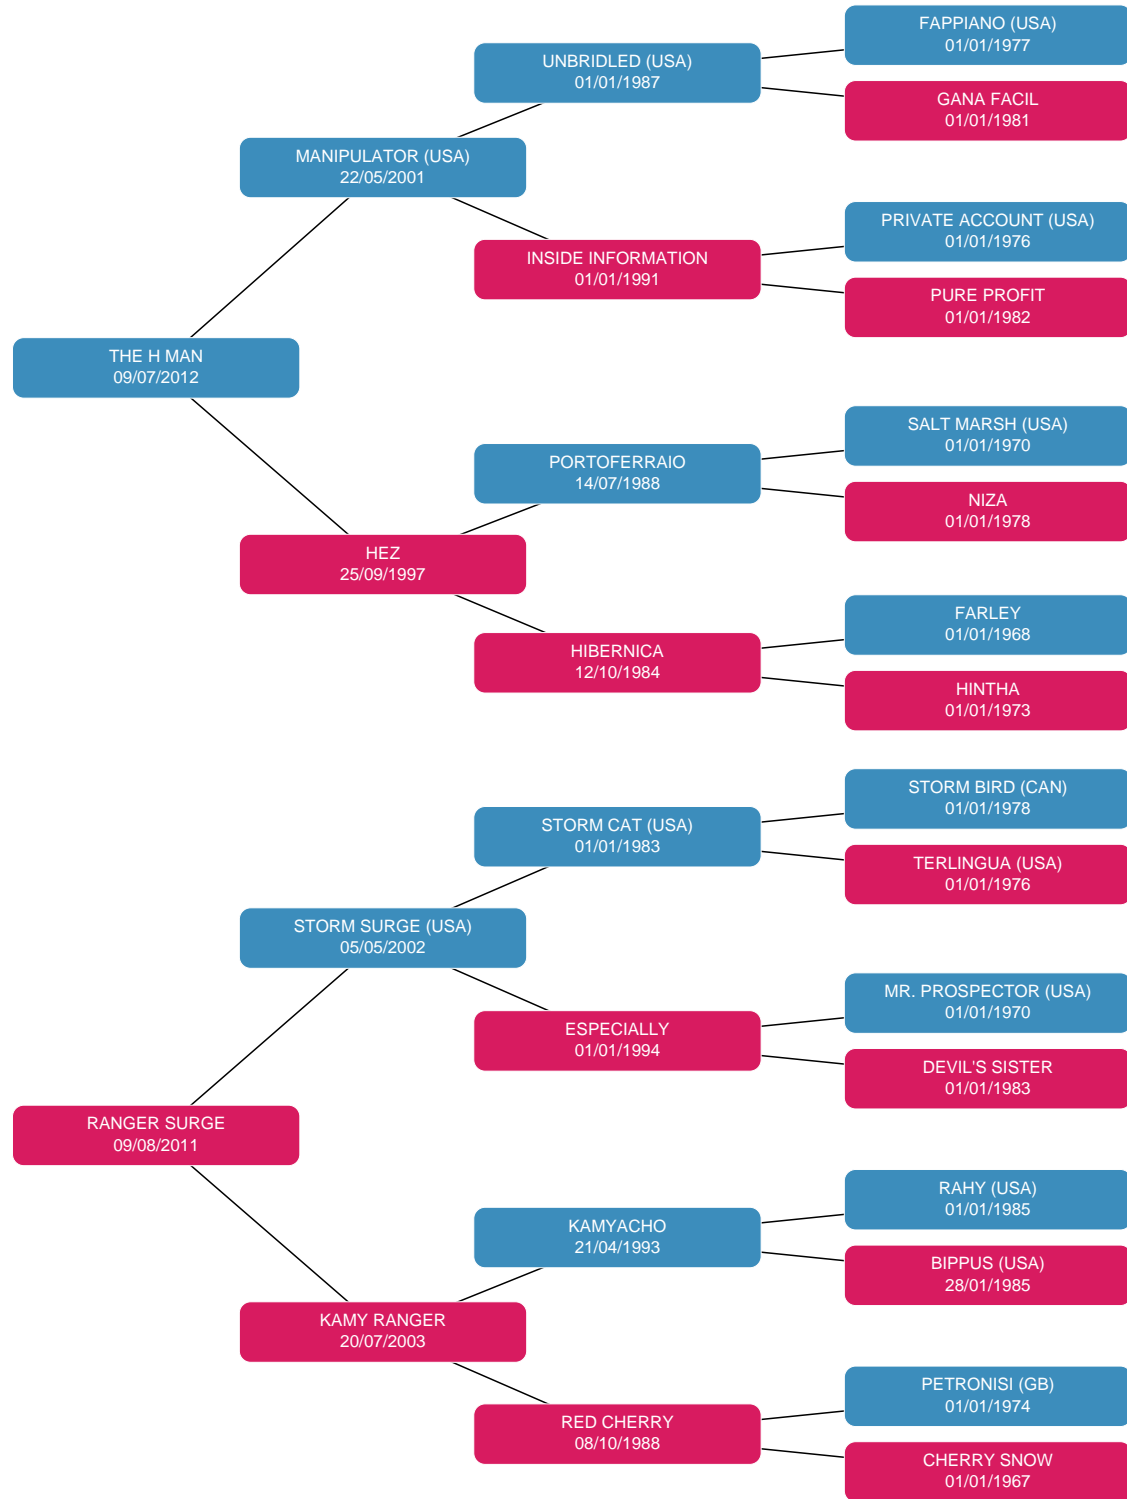 FAPPIANO (USA)
01/01/1977
UNBRIDLED (USA)
01/01/1987
GANA FACIL
01/01/1981
MANIPULATOR (USA)
22/05/2001
PRIVATE ACCOUNT (USA)
01/01/1976
INSIDE INFORMATION
01/01/1991
PURE PROFIT
01/01/1982
THE H MAN
09/07/2012
SALT MARSH (USA)
01/01/1970
PORTOFERRAIO
14/07/1988
NIZA
01/01/1978
HEZ
25/09/1997
FARLEY
01/01/1968
HIBERNICA
12/10/1984
HINTHA
01/01/1973
STORM BIRD (CAN)
01/01/1978
STORM CAT (USA)
01/01/1983
TERLINGUA (USA)
01/01/1976
STORM SURGE (USA)
05/05/2002
MR. PROSPECTOR (USA)
01/01/1970
ESPECIALLY
01/01/1994
DEVIL'S SISTER
01/01/1983
RANGER SURGE
09/08/2011
RAHY (USA)
01/01/1985
KAMYACHO
21/04/1993
BIPPUS (USA)
28/01/1985
KAMY RANGER
20/07/2003
PETRONISI (GB)
01/01/1974
RED CHERRY
08/10/1988
CHERRY SNOW
01/01/1967